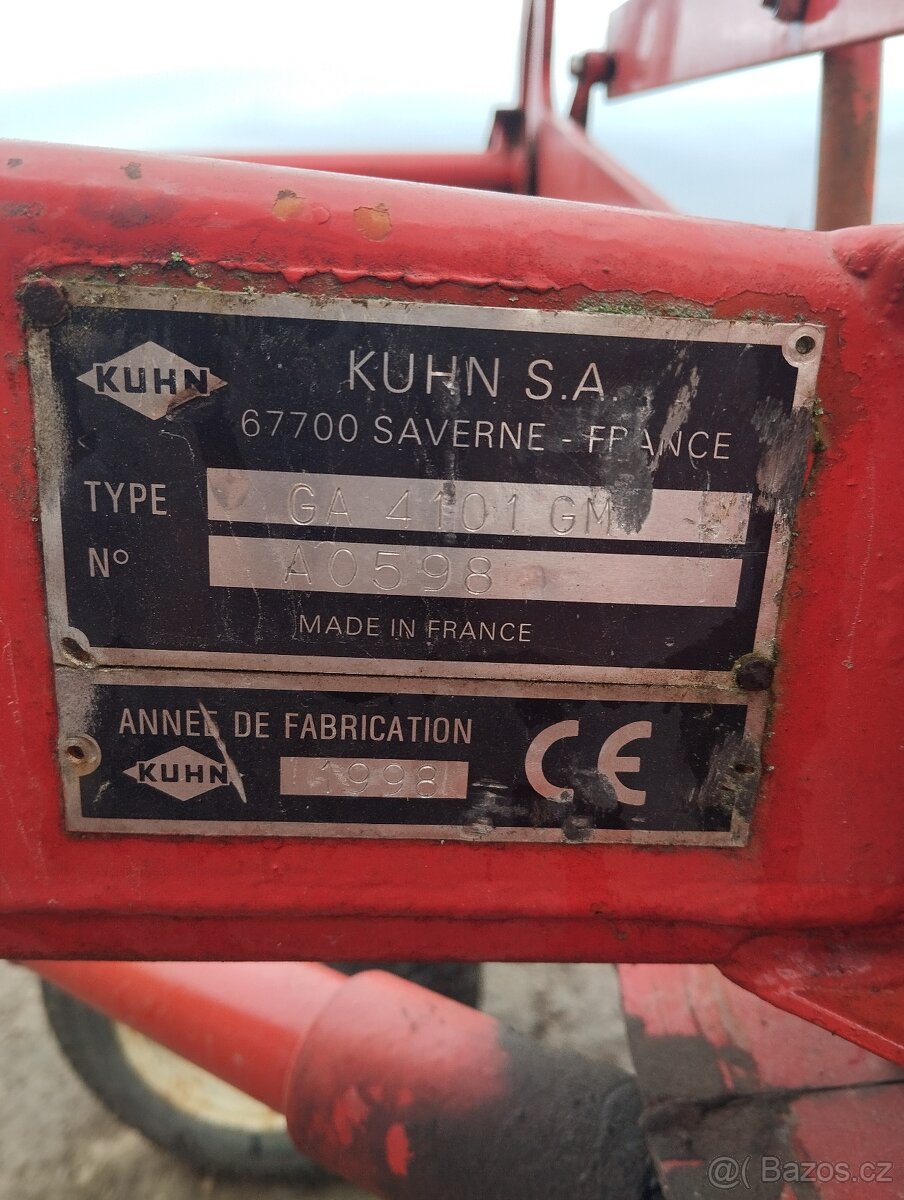 KUHN
KUHN S.A.
67700 SAVERNE - FRANCE
TYPE GA 4101 GM
N° A0598
MADE IN FRANCE
ANNEE DE FABRICATION
KUHN 1998 CE
@( Bazos.cz